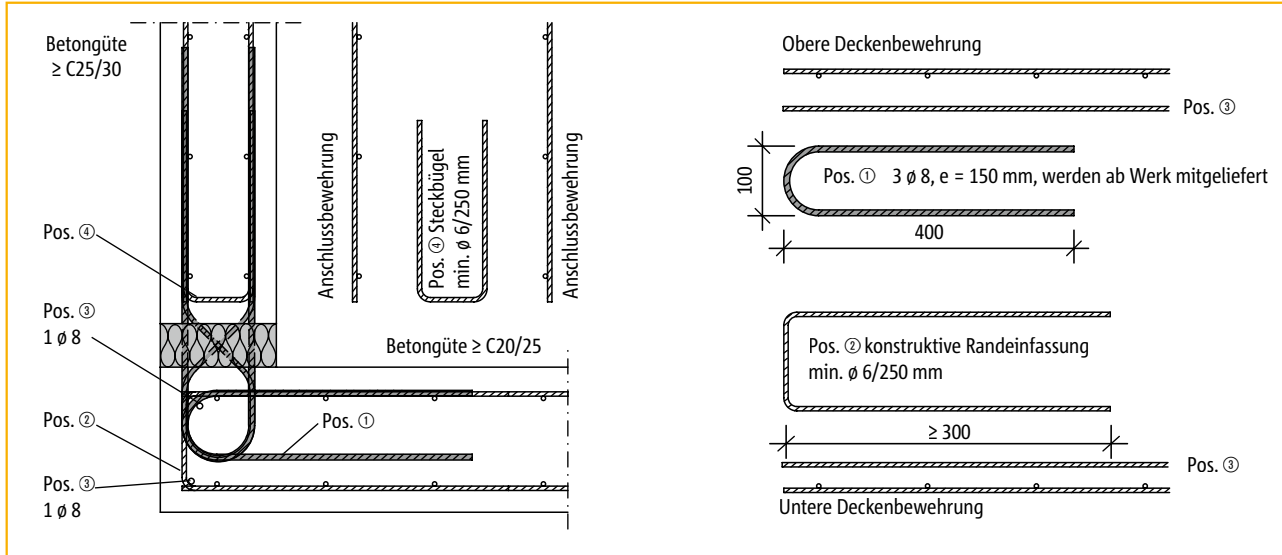 Betongüte
≥ C25/30
Pos. ④
Pos. ③
1 ø 8
Pos. ②
Pos. ③
1 ø 8
Anschlussbewehrung
Pos. ④ Steckbügel
min. ø 6/250 mm
Anschlussbewehrung
Betongüte ≥ C20/25
Pos. ①
Obere Deckenbewehrung
Pos. ③
100
Pos. ① 3 ø 8, e = 150 mm, werden ab Werk mitgeliefert
400
Pos. ② konstruktive Randeinfassung
min. ø 6/250 mm
≥ 300
Pos. ③
Untere Deckenbewehrung